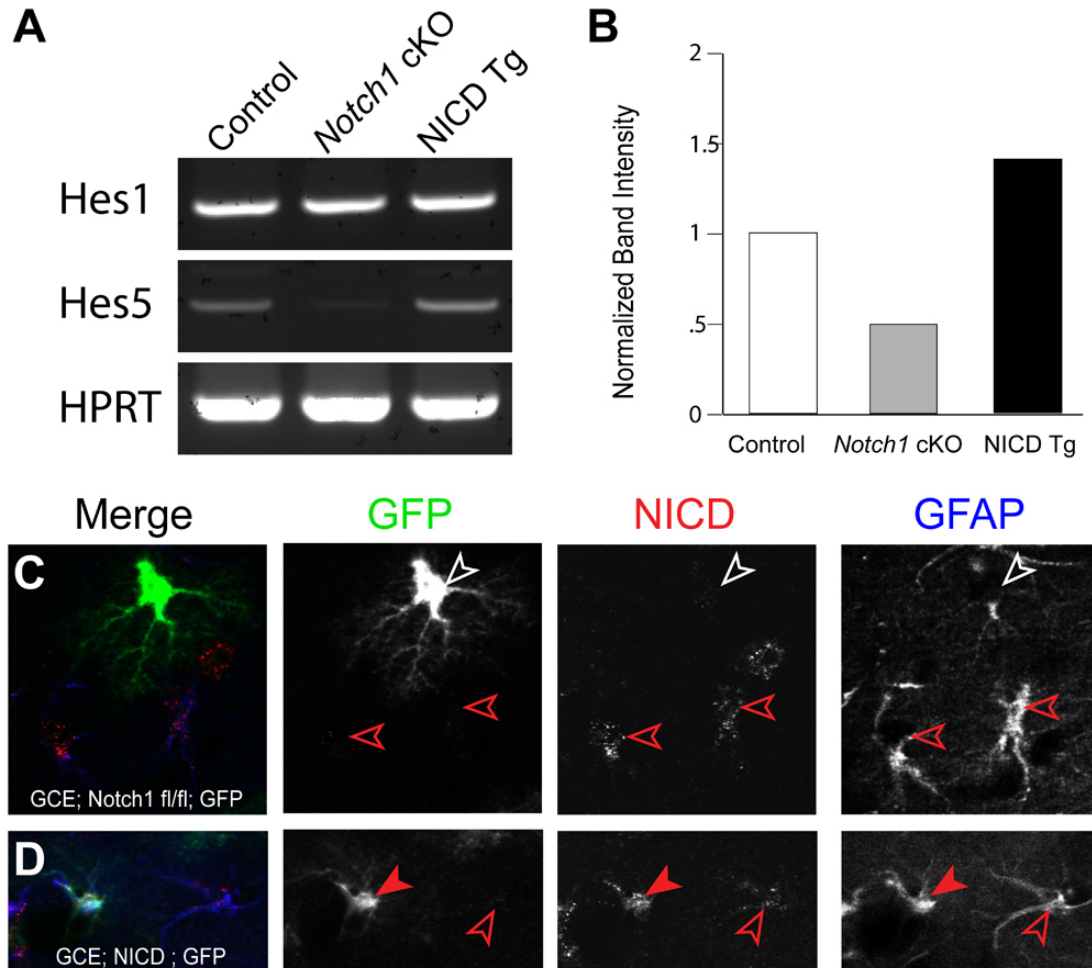 A
Control
Notch1 cKO
NICD Tg
Hes1
Hes5
HPRT
B
Normalized Band Intensity
2
1.5
1
.5
0
Control
Notch1 cKO
NICD Tg
Merge
GFP
NICD
GFAP
C
GCE; Notch1 fl/fl; GFP
D
GCE; NICD ; GFP